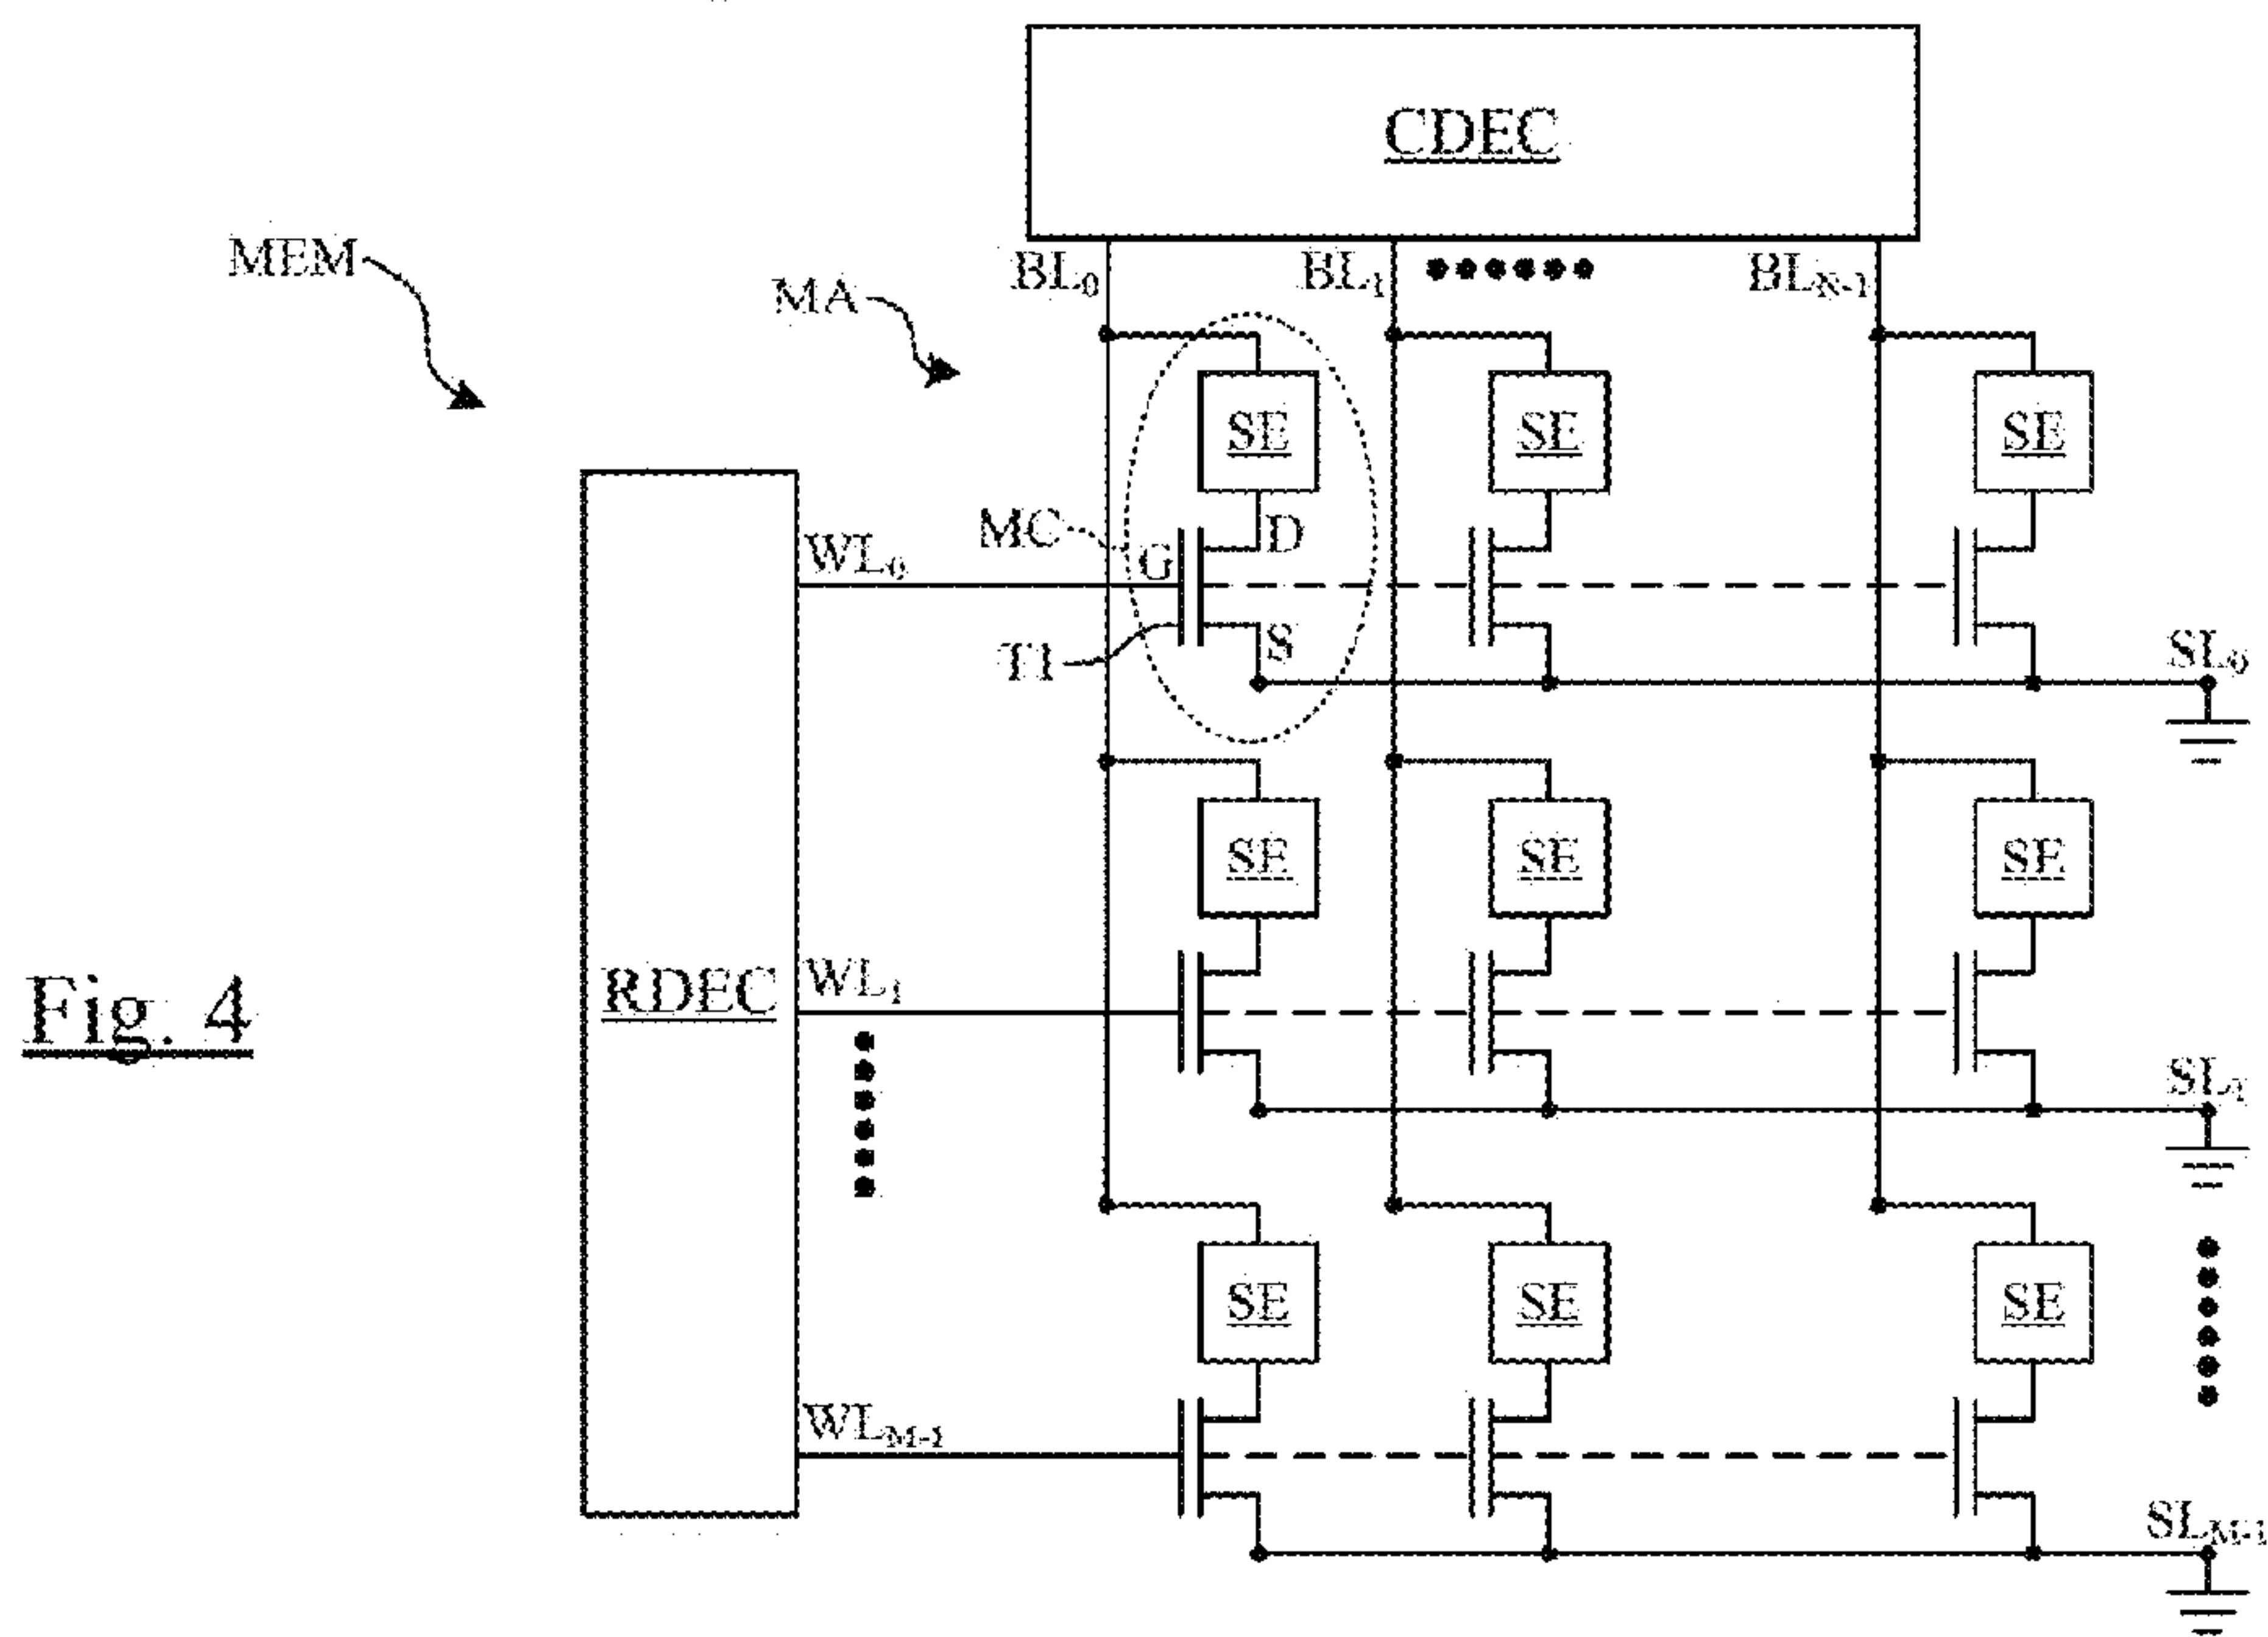 CDEC
MEM
MA
BL0
BL1
BLN-1
SE SE SE
MC
G
D
WL0
T1
S
SL0
SE SE SE
Fig. 4
RDEC
WL1
SL1
SE SE SE
WLM-1
SLM-1